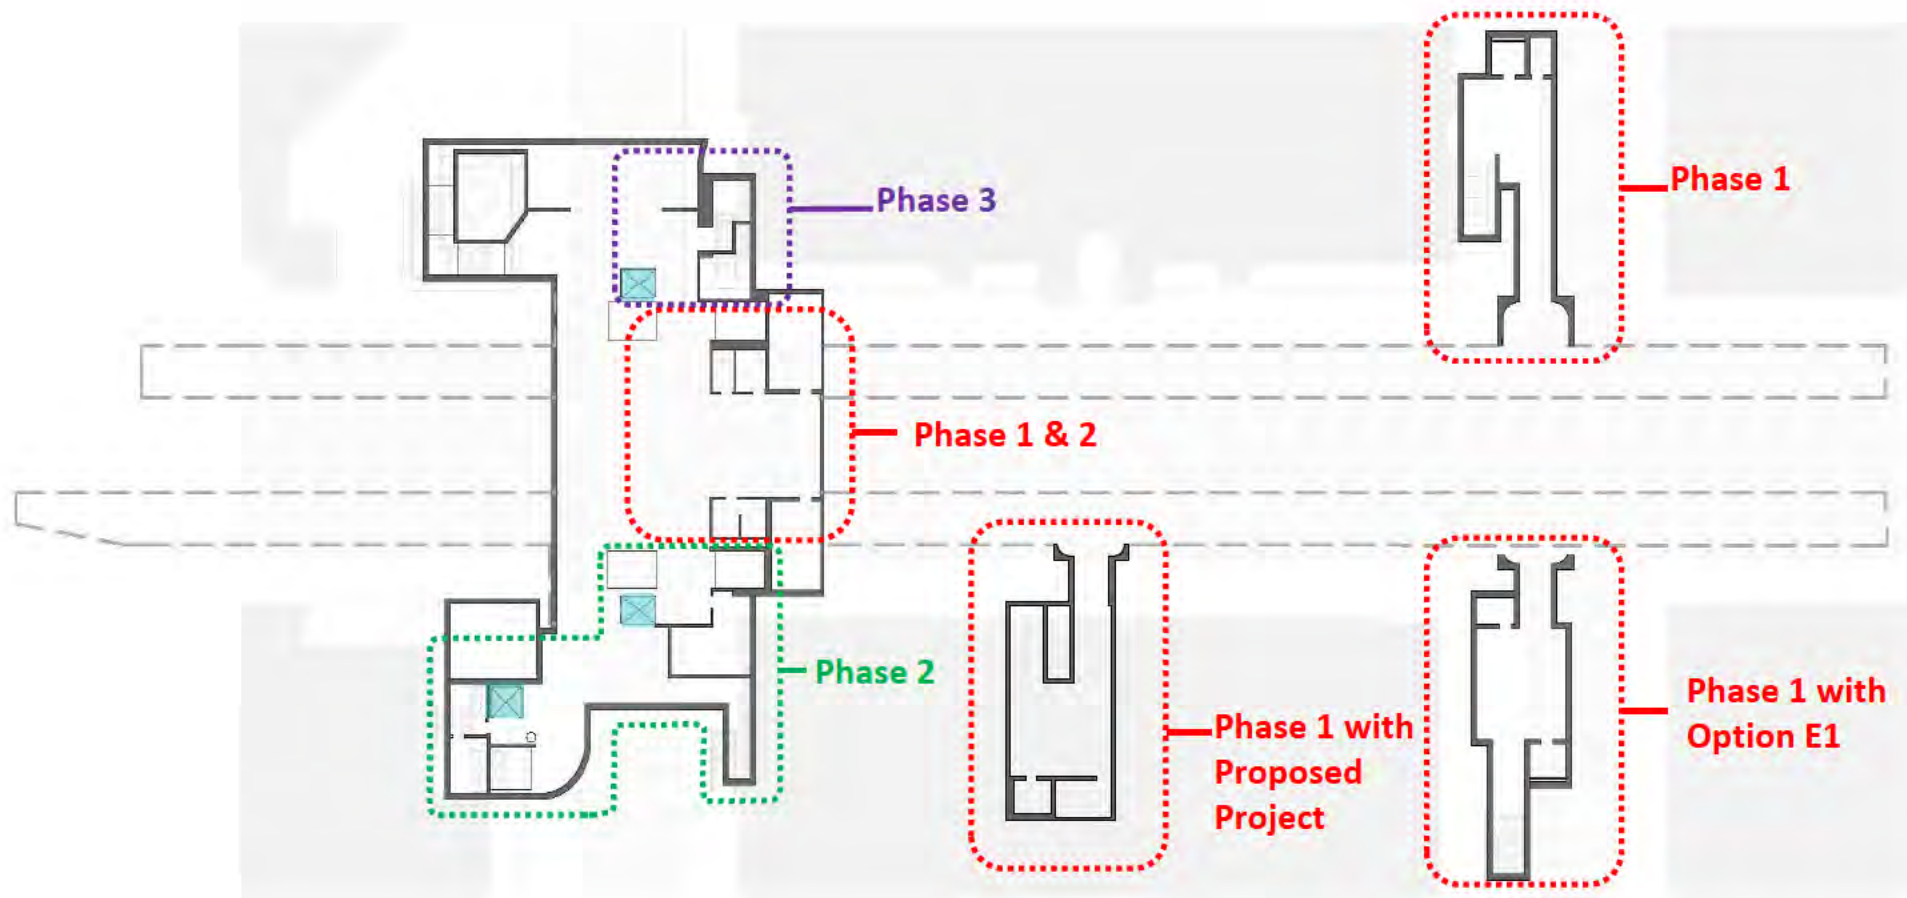 Phase 1
Phase 3
Phase 1 & 2
Phase 2
Phase 1 with
Proposed
Project
Phase 1 with
Option E1